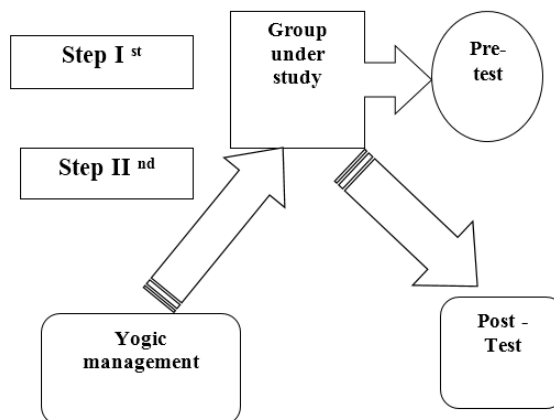 Step I st
Group
under
study
Pre-
test
Step II nd
Yogic
management
Post -
Test